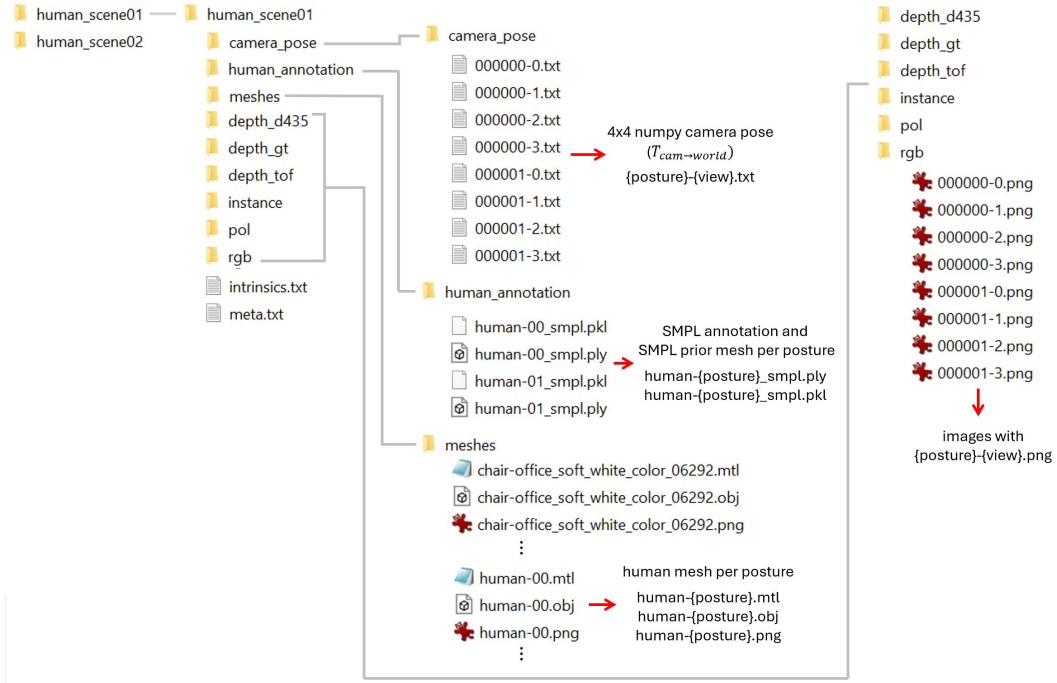 human_scene01
human_scene02
human_scene01
camera_pose
human_annotation
meshes
depth_d435
depth_gt
depth_tof
instance
pol
rgb
intrinsics.txt
meta.txt
camera_pose
000000-0.txt
000000-1.txt
000000-2.txt
000000-3.txt
000001-0.txt
000001-1.txt
000001-2.txt
000001-3.txt
4x4 numpy camera pose
(T_{cam→world})
{posture}-{view}.txt
human_annotation
human-00_smpl.pkl
human-00_smpl.ply
human-01_smpl.pkl
human-01_smpl.ply
SMPL annotation and
SMPL prior mesh per posture
human-{posture}_smpl.ply
human-{posture}_smpl.pkl
meshes
chair-office_soft_white_color_06292.mtl
chair-office_soft_white_color_06292.obj
chair-office_soft_white_color_06292.png
⋮
human-00.mtl
human-00.obj
human-00.png
⋮
human mesh per posture
human-{posture}.mtl
human-{posture}.obj
human-{posture}.png
depth_d435
depth_gt
depth_tof
instance
pol
rgb
000000-0.png
000000-1.png
000000-2.png
000000-3.png
000001-0.png
000001-1.png
000001-2.png
000001-3.png
images with
{posture}-{view}.png